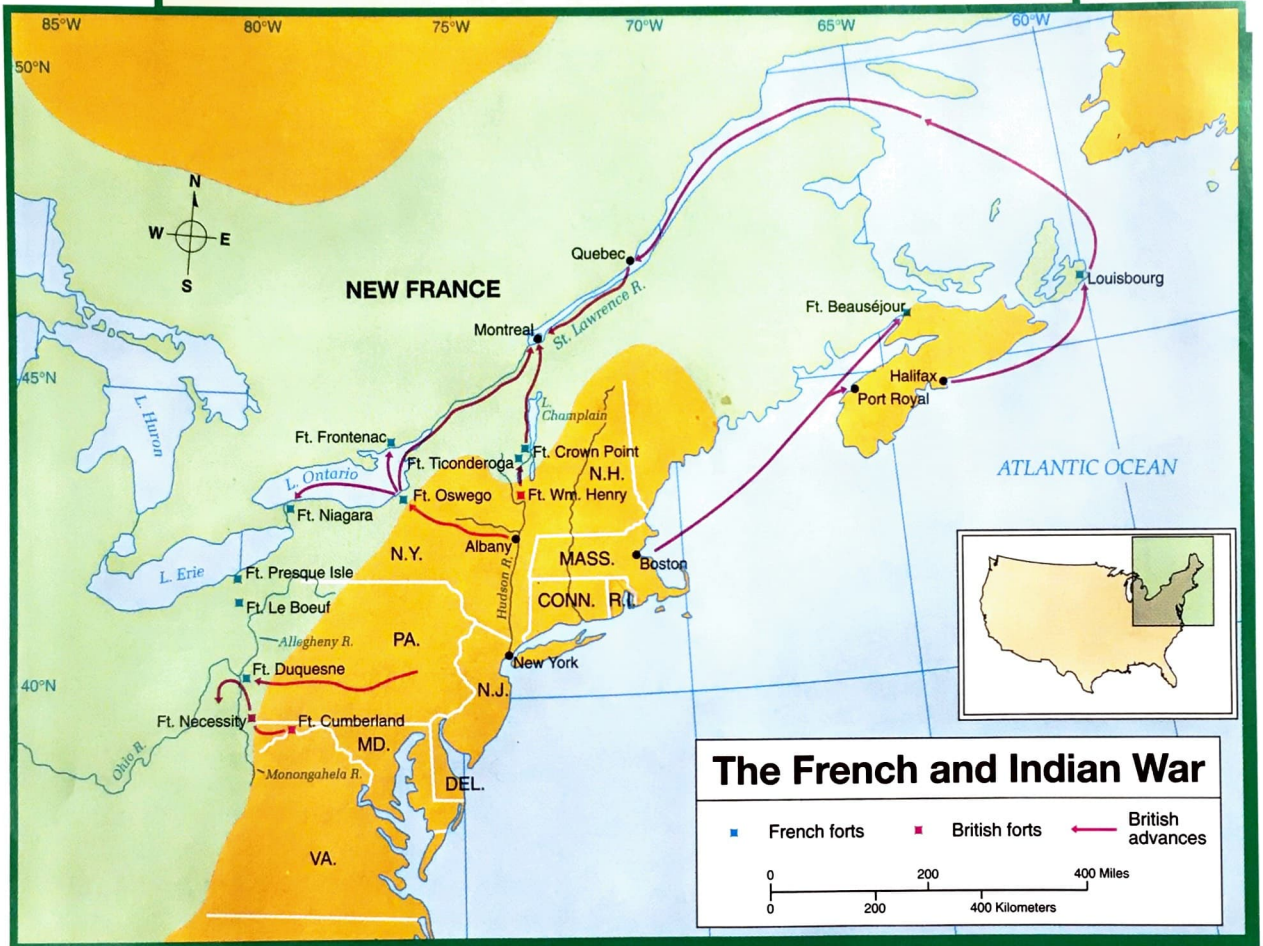 85°W
80°W
75°W
70°W
65°W
60°W
50°N
N
W
E
S
NEW FRANCE
Quebec
Montreal
St. Lawrence R.
Louisbourg
Ft. Beauséjour
Halifax
Port Royal
45°N
L. Huron
L.
Champlain
Ft. Frontenac
Ft. Crown Point
Ft. Ticonderoga
L. Ontario
N.H.
ATLANTIC OCEAN
Ft. Oswego
Ft. Wm. Henry
Ft. Niagara
Albany
N.Y.
MASS.
Boston
L. Erie
Ft. Presque Isle
Hudson R.
CONN.
R.I.
Ft. Le Boeuf
Allegheny R.
PA.
New York
Ft. Duquesne
40°N
N.J.
Ft. Necessity
Ft. Cumberland
MD.
Ohio R.
Monongahela R.
DEL.
VA.
The French and Indian War
French forts
British forts
British
advances
0
200
400 Miles
0
200
400 Kilometers